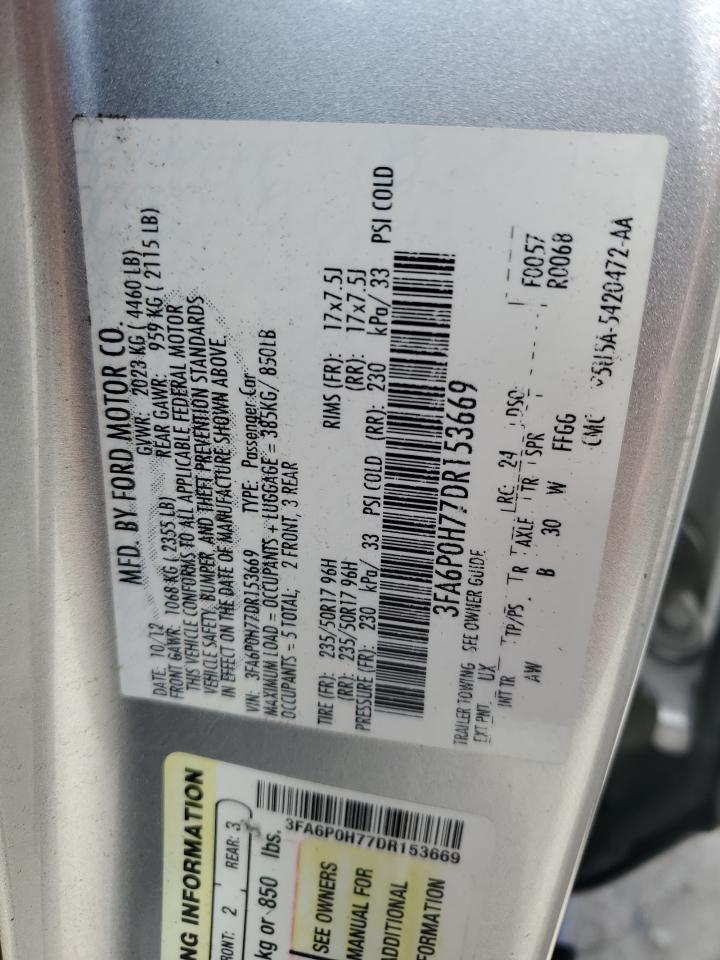 MFD. BY FORD MOTOR CO.
DATE: 10/12 GVWR: 2023 KG ( 4460 LB)
FRONT GAWR: 1068 KG ( 2355 LB) REAR GAWR: 959 KG ( 2115 LB)
THIS VEHICLE CONFORMS TO ALL APPLICABLE FEDERAL MOTOR
VEHICLE SAFETY, BUMPER, AND THEFT PREVENTION STANDARDS
IN EFFECT ON THE DATE OF MANUFACTURE SHOWN ABOVE.
VIN: 3FA6P0H77DR153669 TYPE: Passenger Car
MAXIMUM LOAD = OCCUPANTS + LUGGAGE = 385KG/ 850LB
OCCUPANTS = 5 TOTAL; 2 FRONT, 3 REAR
TIRE (FR): 235/50R17 96H RIMS (FR): 17x7.5J
(RR): 235/50R17 96H (RR): 17x7.5J
PRESSURE (FR): 230 kPa/ 33 PSI COLD (RR): 230 kPa/ 33 PSI COLD
3FA6P0H77DR153669
TRAILER TOWING SEE OWNER GUIDE
EXT PNT: UX RC: 24 DSO: F0057
INT TR TP/PS R AXLE TR SPR R0068
AW B 30 W FFGG
5U5A-5420472-AA
INFORMATION
FRONT: 2 REAR: 3
kg or 850 lbs.
3FA6P0H77DR153669
SEE OWNERS
MANUAL FOR
ADDITIONAL